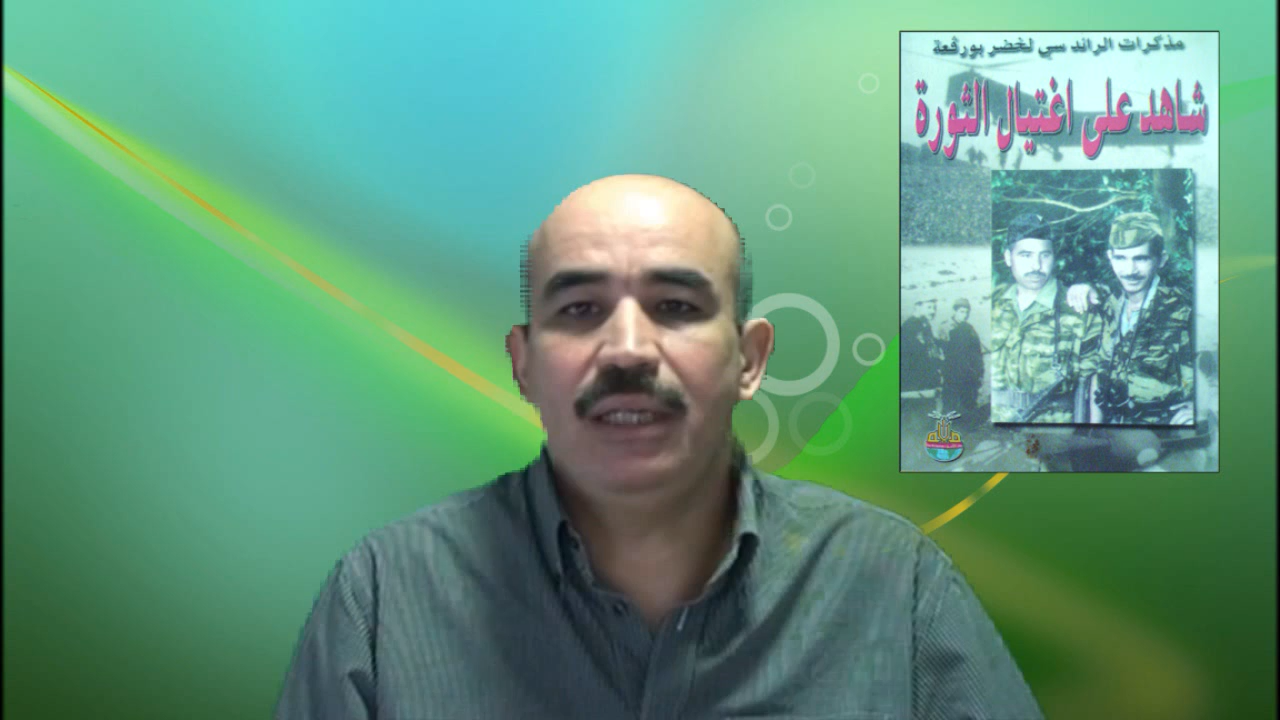 مذكرات الرائد سي لخضر بورقعة
شاهد على اغتيال الثورة